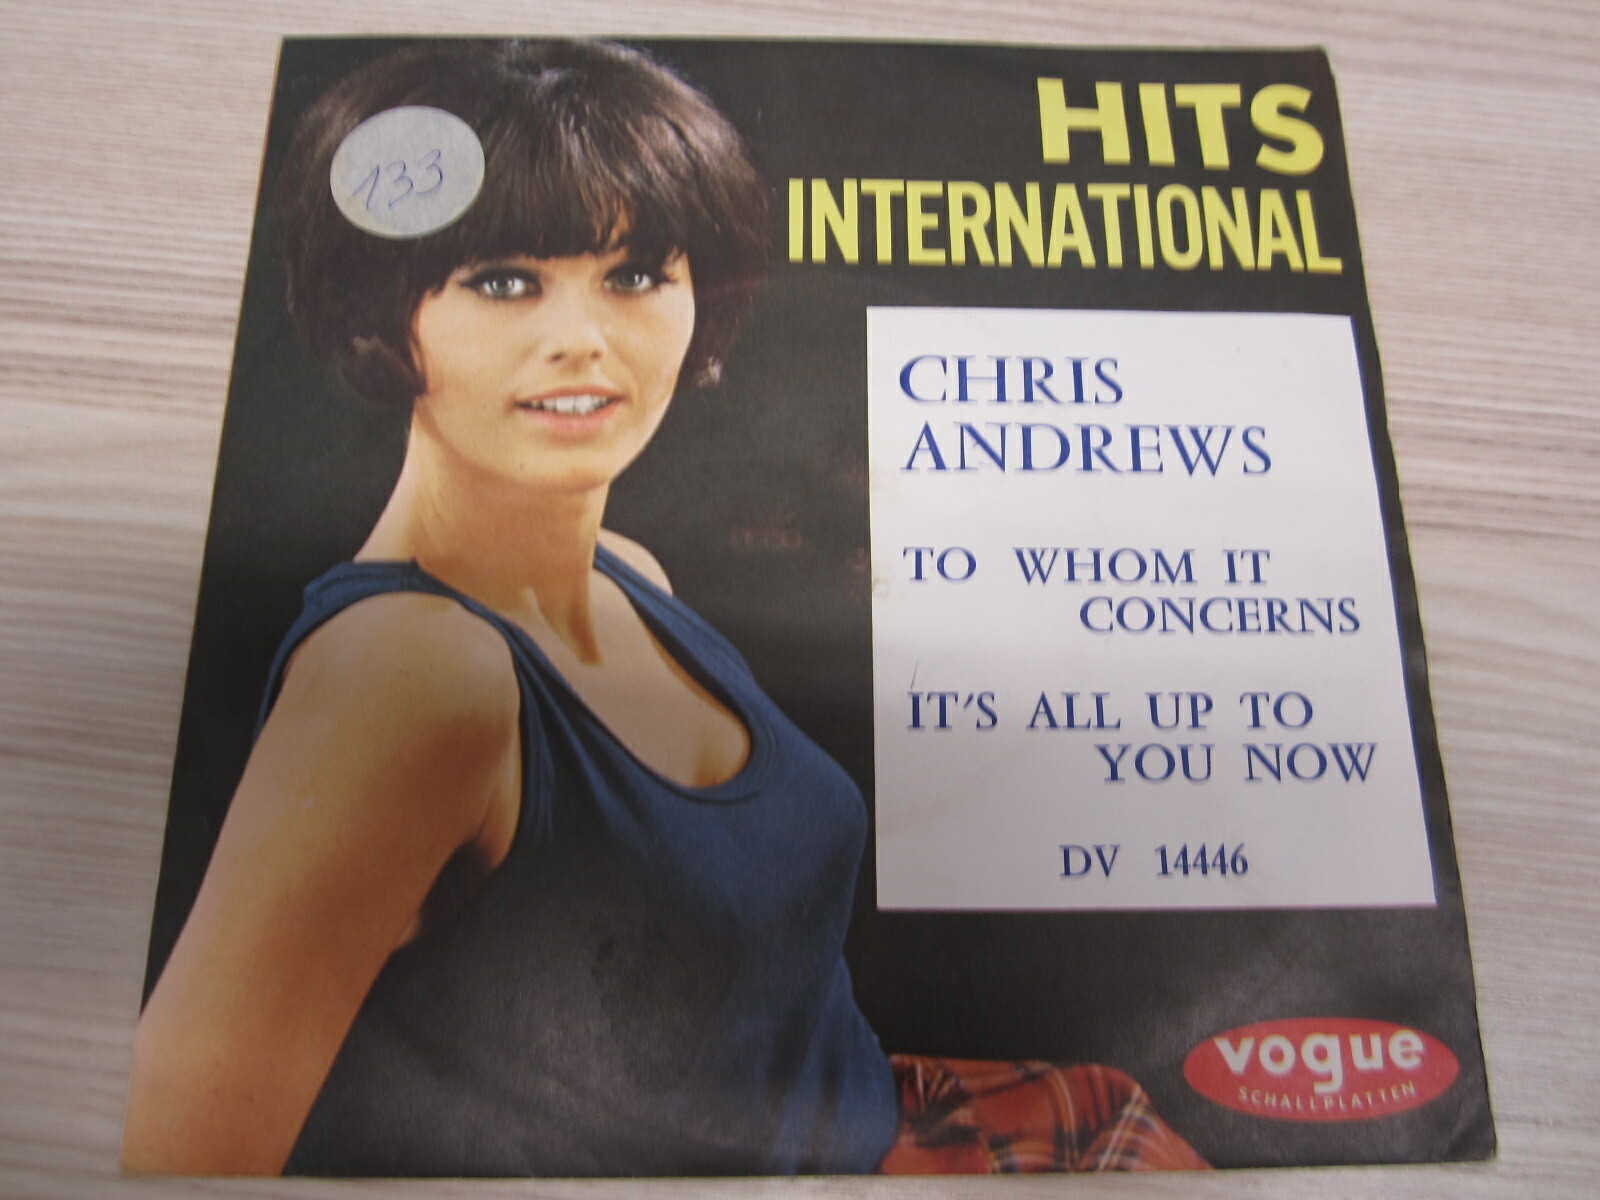 133
HITS
INTERNATIONAL
CHRIS
ANDREWS
TO WHOM IT
CONCERNS
IT'S ALL UP TO
YOU NOW
DV 14446
vogue
SCHALLPLATTEN